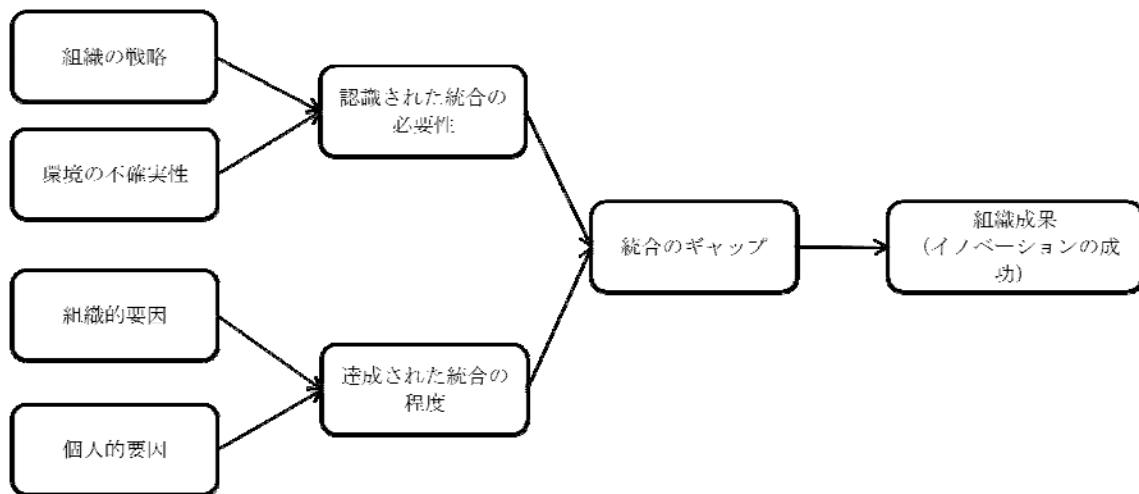 組織の戦略
環境の不確実性
認識された統合の
必要性
組織的要因
個人的要因
達成された統合の
程度
統合のギャップ
組織成果
（イノベーションの成
功）